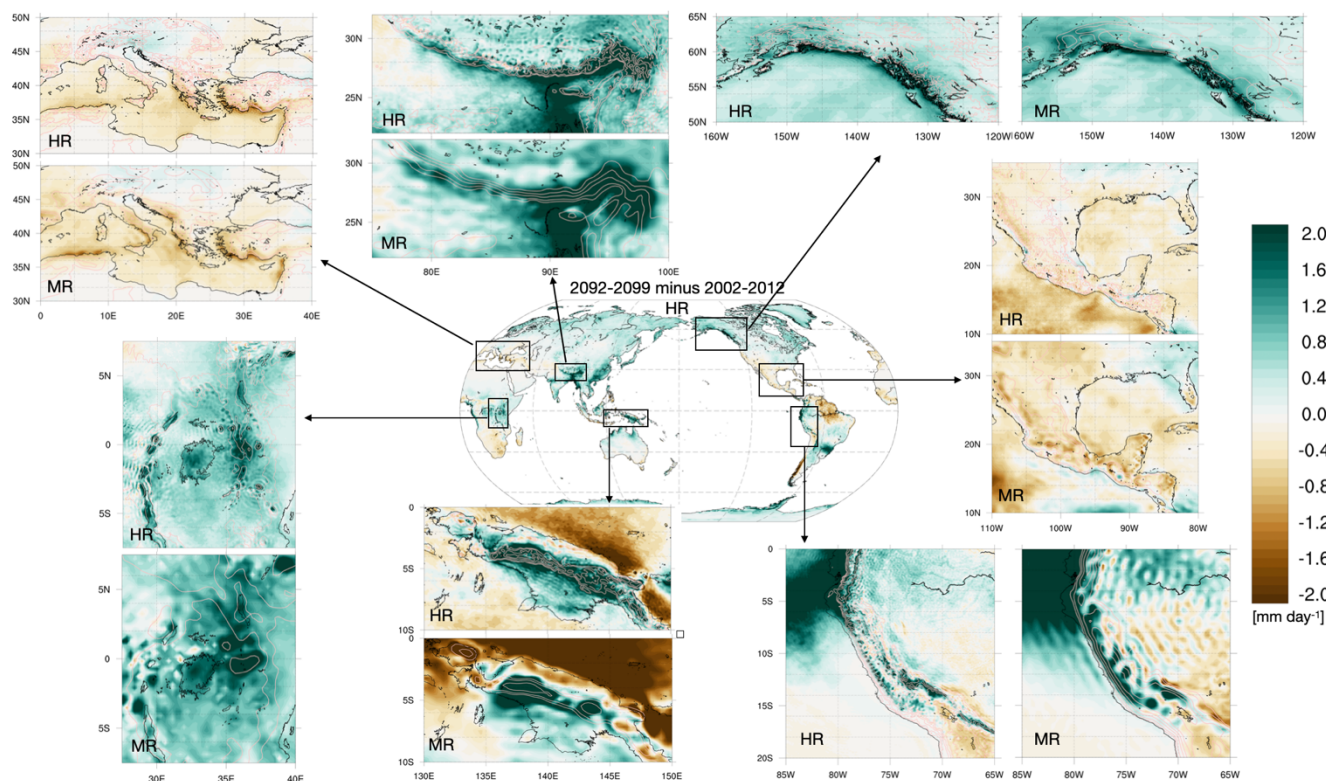 50N
45N
40N
35N
30N
HR
50N
45N
40N
35N
30N
MR
0
10E
20E
30E
40E
30N
25N
HR
30N
25N
MR
80E
90E
100E
65N
60N
55N
50N
HR
160W
150W
140W
130W
120W
MR
160W
150W
140W
130W
120W
30N
20N
10N
HR
30N
20N
10N
MR
110W
100W
90W
80W
2092-2099 minus 2002-2012
HR
5N
0
5S
HR
5N
0
5S
MR
30E
35E
40E
0
5S
10S
HR
0
5S
10S
MR
130E
135E
140E
145E
150E
0
5S
10S
15S
20S
HR
85W
80W
75W
70W
65W
MR
85W
80W
75W
70W
65W
2.0
1.6
1.2
0.8
0.4
0.0
-0.4
-0.8
-1.2
-1.6
-2.0
[mm day-1]